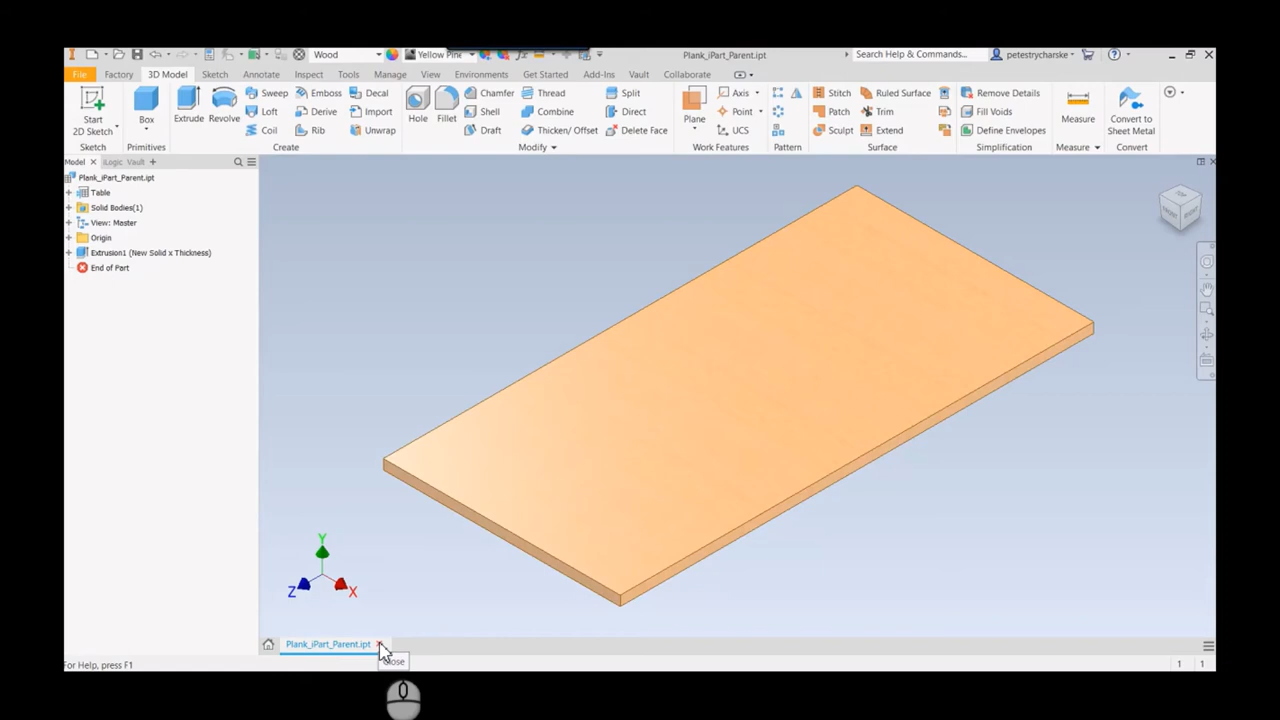 Wood
Yellow Pine
Plank_iPart_Parent.ipt
Search Help & Commands...
petestrycharske
File Factory 3D Model Sketch Annotate Inspect Tools Manage View Environments Get Started Add-Ins Vault Collaborate
Start
2D Sketch
Box
Extrude
Revolve
Sweep
Loft
Coil
Emboss
Derive
Rib
Decal
Import
Unwrap
Hole
Fillet
Chamfer
Shell
Draft
Thread
Combine
Thicken/ Offset
Split
Direct
Delete Face
Plane
Axis
Point
UCS
Stitch
Patch
Sculpt
Ruled Surface
Trim
Extend
Remove Details
Fill Voids
Define Envelopes
Measure
Convert to
Sheet Metal
Sketch Primitives Create Modify Work Features Pattern Surface Simplification Measure Convert
Model iLogic Vault
Plank_iPart_Parent.ipt
Table
Solid Bodies(1)
View: Master
Origin
Extrusion1 (New Solid x Thickness)
End of Part
TOP
FRONT
RIGHT
Y
Z
X
Plank_iPart_Parent.ipt
Close
For Help, press F1
1 1